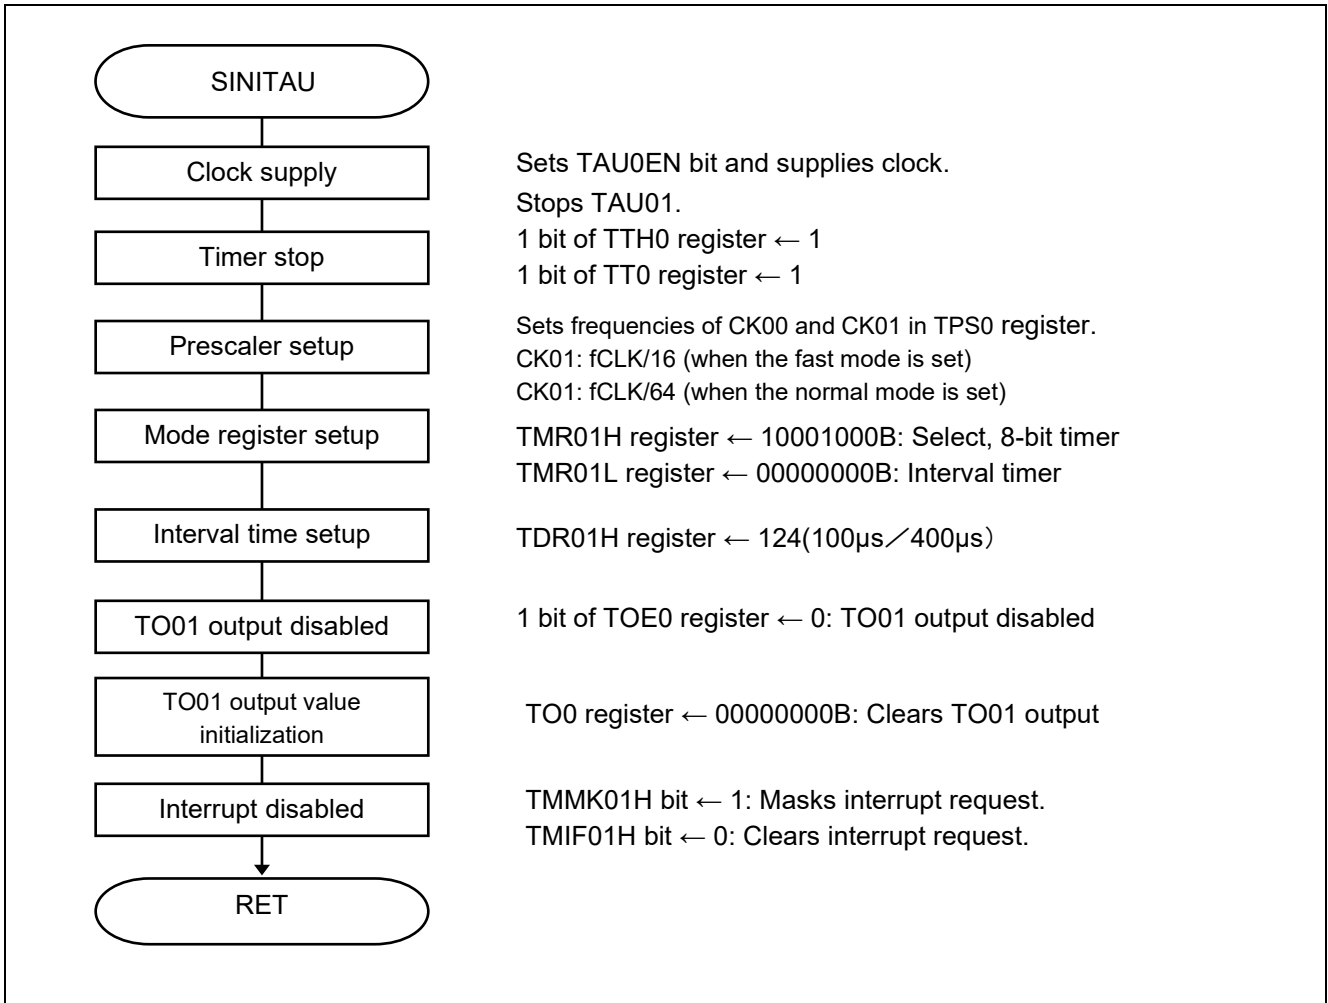 SINITAU
Clock supply
Sets TAU0EN bit and supplies clock.
Stops TAU01.
Timer stop
1 bit of TTH0 register ← 1
1 bit of TT0 register ← 1
Prescaler setup
Sets frequencies of CK00 and CK01 in TPS0 register.
CK01: fCLK/16 (when the fast mode is set)
CK01: fCLK/64 (when the normal mode is set)
Mode register setup
TMR01H register ← 10001000B: Select, 8-bit timer
TMR01L register ← 00000000B: Interval timer
Interval time setup
TDR01H register ← 124(100µs／400µs）
TO01 output disabled
1 bit of TOE0 register ← 0: TO01 output disabled
TO01 output value
initialization
TO0 register ← 00000000B: Clears TO01 output
Interrupt disabled
TMMK01H bit ← 1: Masks interrupt request.
TMIF01H bit ← 0: Clears interrupt request.
RET